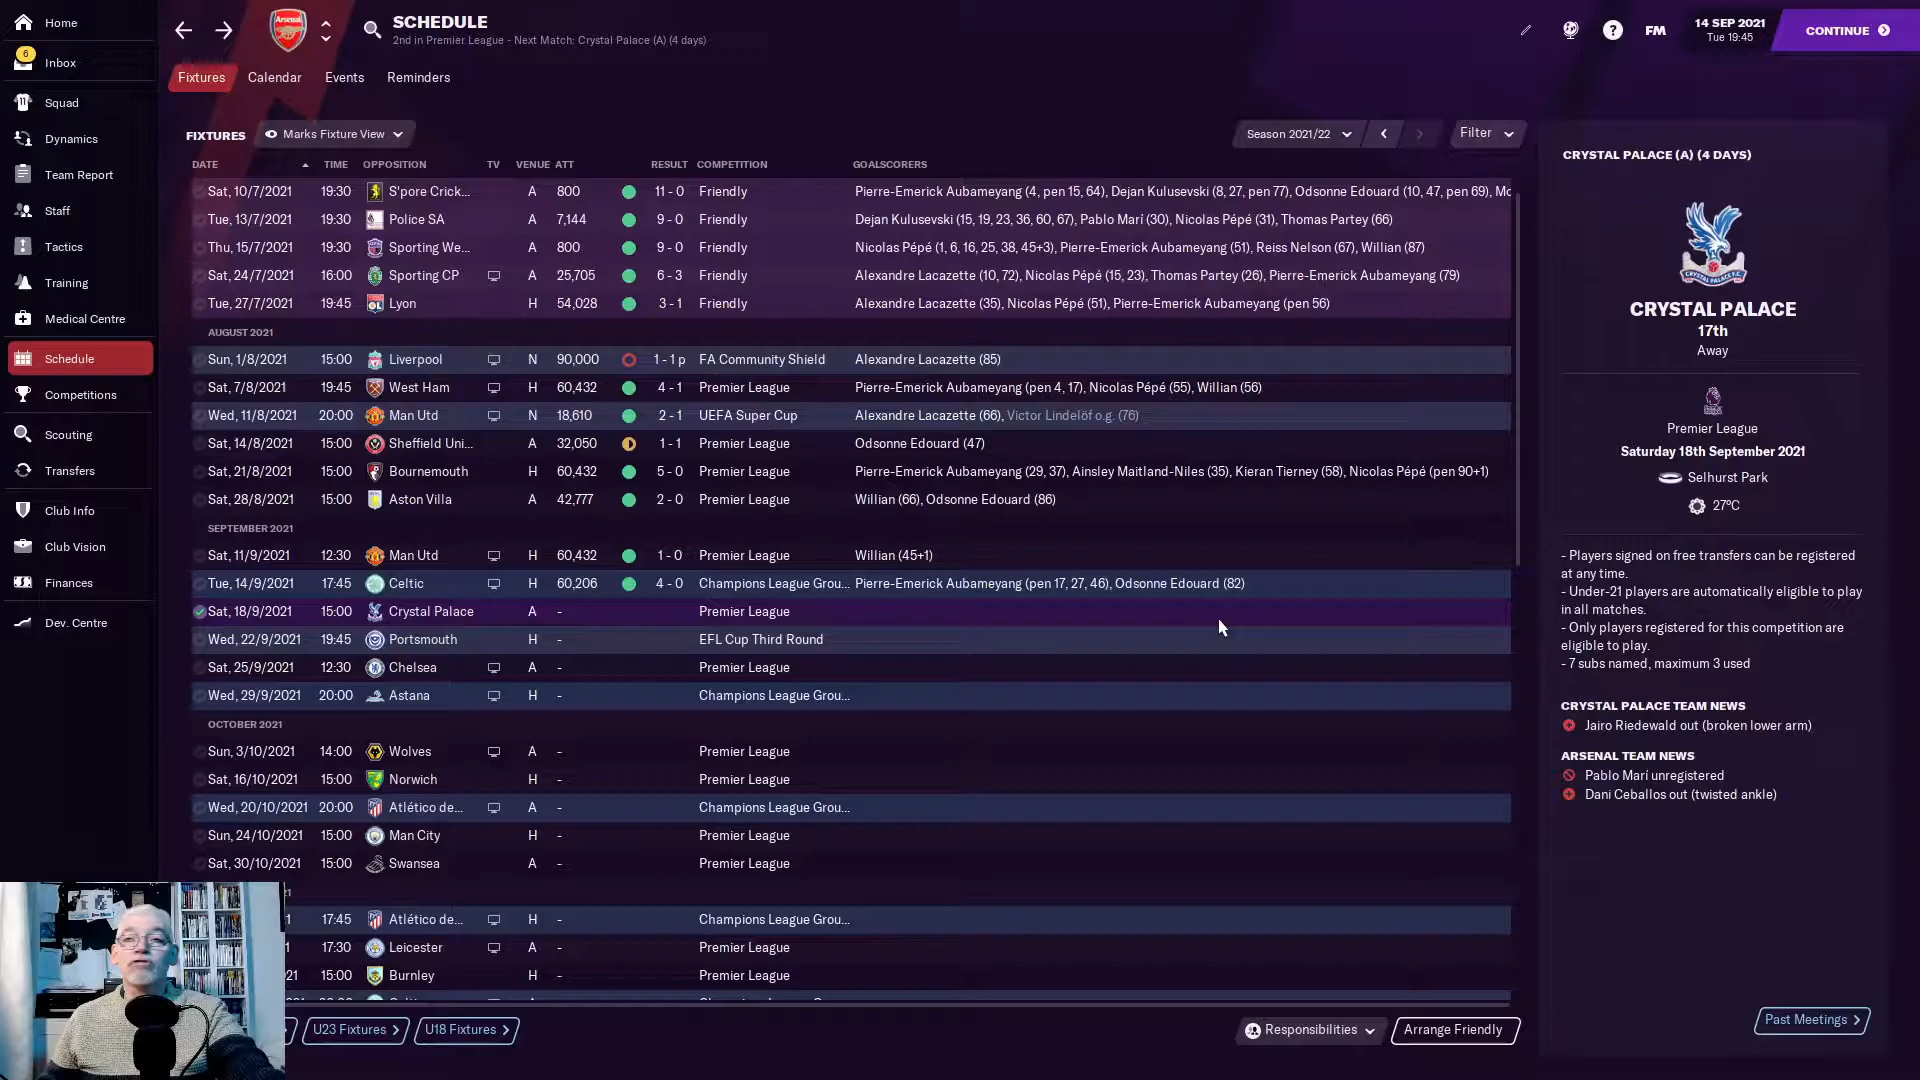 Home
6
Inbox
Squad
Dynamics
Team Report
Staff
Tactics
Training
Medical Centre
Schedule
Competitions
Scouting
Transfers
Club Info
Club Vision
Finances
Dev. Centre
Arsenal
SCHEDULE
2nd in Premier League - Next Match: Crystal Palace (A) (4 days)
FM
14 SEP 2021
Tue 19:45
CONTINUE
Fixtures Calendar Events Reminders
FIXTURES Marks Fixture View Season 2021/22 Filter
DATE TIME OPPOSITION TV VENUE ATT RESULT COMPETITION GOALSCORERS
Sat, 10/7/2021 19:30 S'pore Crick... A 800 11 - 0 Friendly Pierre-Emerick Aubameyang (4, pen 15, 64), Dejan Kulusevski (8, 27, pen 77), Odsonne Edouard (10, 47, pen 69), Mo
Tue, 13/7/2021 19:30 Police SA A 7,144 9 - 0 Friendly Dejan Kulusevski (15, 19, 23, 36, 60, 67), Pablo Marí (30), Nicolas Pépé (31), Thomas Partey (66)
Thu, 15/7/2021 19:30 Sporting We... A 800 9 - 0 Friendly Nicolas Pépé (1, 6, 16, 25, 38, 45+3), Pierre-Emerick Aubameyang (51), Reiss Nelson (67), Willian (87)
Sat, 24/7/2021 16:00 Sporting CP A 25,705 6 - 3 Friendly Alexandre Lacazette (10, 72), Nicolas Pépé (15, 23), Thomas Partey (26), Pierre-Emerick Aubameyang (79)
Tue, 27/7/2021 19:45 Lyon H 54,028 3 - 1 Friendly Alexandre Lacazette (35), Nicolas Pépé (51), Pierre-Emerick Aubameyang (pen 56)
AUGUST 2021
Sun, 1/8/2021 15:00 Liverpool N 90,000 1 - 1 p FA Community Shield Alexandre Lacazette (85)
Sat, 7/8/2021 19:45 West Ham H 60,432 4 - 1 Premier League Pierre-Emerick Aubameyang (pen 4, 17), Nicolas Pépé (55), Willian (56)
Wed, 11/8/2021 20:00 Man Utd N 18,610 2 - 1 UEFA Super Cup Alexandre Lacazette (66), Victor Lindelöf o.g. (76)
Sat, 14/8/2021 15:00 Sheffield Uni... A 32,050 1 - 1 Premier League Odsonne Edouard (47)
Sat, 21/8/2021 15:00 Bournemouth H 60,432 5 - 0 Premier League Pierre-Emerick Aubameyang (29, 37), Ainsley Maitland-Niles (35), Kieran Tierney (58), Nicolas Pépé (pen 90+1)
Sat, 28/8/2021 15:00 Aston Villa A 42,777 2 - 0 Premier League Willian (66), Odsonne Edouard (86)
SEPTEMBER 2021
Sat, 11/9/2021 12:30 Man Utd H 60,432 1 - 0 Premier League Willian (45+1)
Tue, 14/9/2021 17:45 Celtic H 60,206 4 - 0 Champions League Grou... Pierre-Emerick Aubameyang (pen 17, 27, 46), Odsonne Edouard (82)
Sat, 18/9/2021 15:00 Crystal Palace A - Premier League
Wed, 22/9/2021 19:45 Portsmouth H - EFL Cup Third Round
Sat, 25/9/2021 12:30 Chelsea A - Premier League
Wed, 29/9/2021 20:00 Astana H - Champions League Grou...
OCTOBER 2021
Sun, 3/10/2021 14:00 Wolves A - Premier League
Sat, 16/10/2021 15:00 Norwich H - Premier League
Wed, 20/10/2021 20:00 Atlético de... A - Champions League Grou...
Sun, 24/10/2021 15:00 Man City H - Premier League
Sat, 30/10/2021 15:00 Swansea A - Premier League
1 17:45 Atlético de... H - Champions League Grou...
1 17:30 Leicester A - Premier League
21 15:00 Burnley H - Premier League
U23 Fixtures U18 Fixtures Responsibilities Arrange Friendly
CRYSTAL PALACE (A) (4 DAYS)
CRYSTAL PALACE F.C.
CRYSTAL PALACE
17th
Away
Premier League
Saturday 18th September 2021
Selhurst Park
27°C
- Players signed on free transfers can be registered
at any time.
- Under-21 players are automatically eligible to play
in all matches.
- Only players registered for this competition are
eligible to play.
- 7 subs named, maximum 3 used
CRYSTAL PALACE TEAM NEWS
Jairo Riedewald out (broken lower arm)
ARSENAL TEAM NEWS
Pablo Marí unregistered
Dani Ceballos out (twisted ankle)
Past Meetings